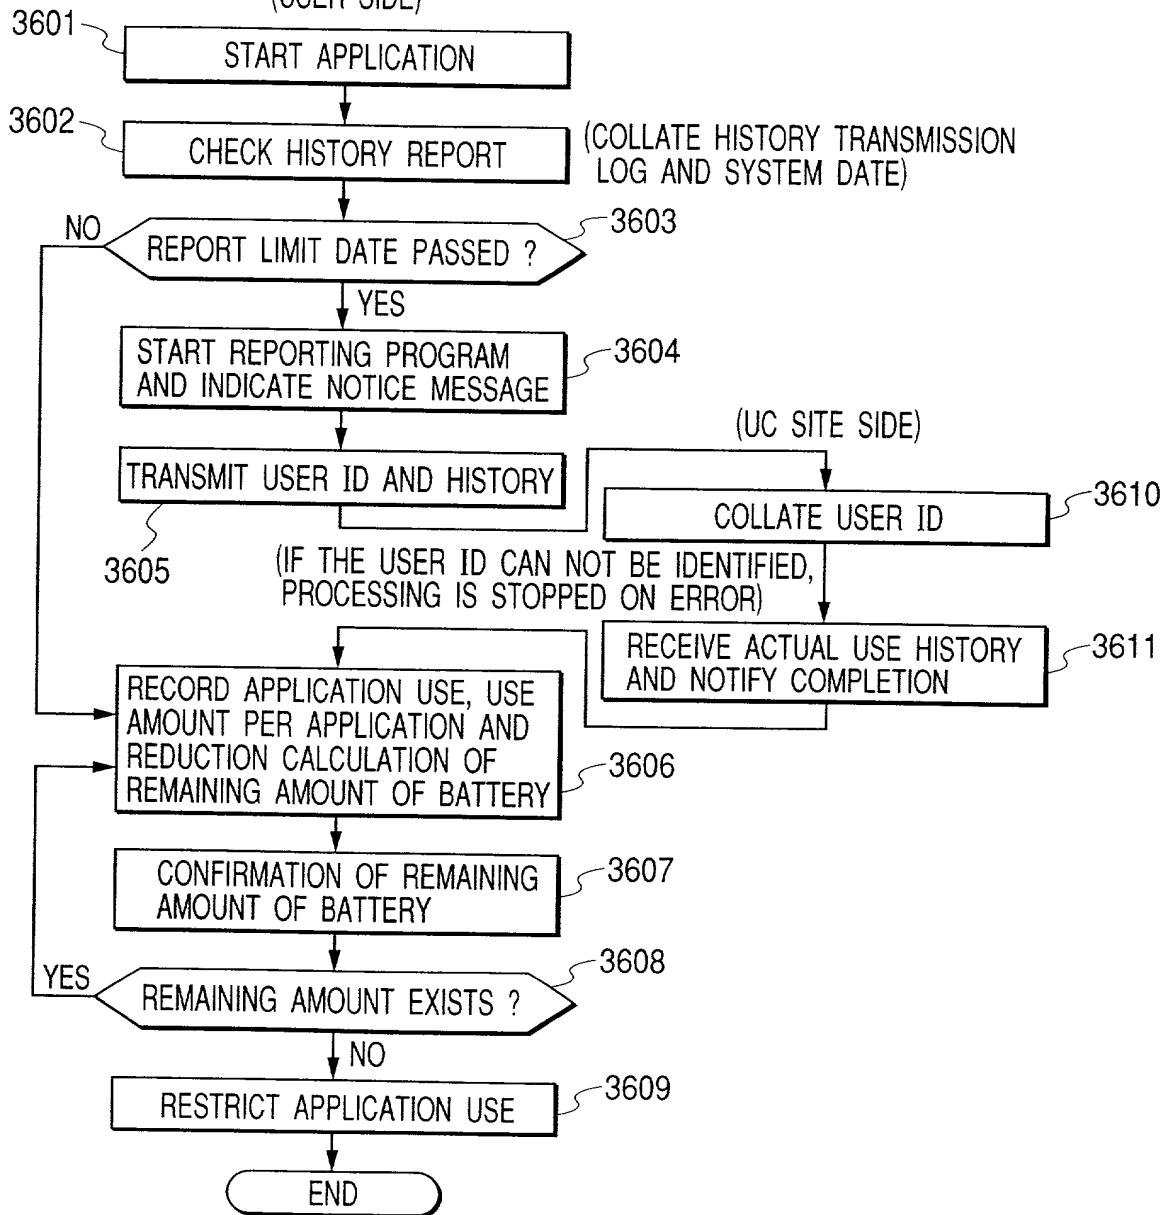 3601
START APPLICATION
3602
CHECK HISTORY REPORT
(COLLATE HISTORY TRANSMISSION
LOG AND SYSTEM DATE)
NO
3603
REPORT LIMIT DATE PASSED ?
YES
START REPORTING PROGRAM
AND INDICATE NOTICE MESSAGE
3604
(UC SITE SIDE)
TRANSMIT USER ID AND HISTORY
3605
COLLATE USER ID
3610
(IF THE USER ID CAN NOT BE IDENTIFIED,
PROCESSING IS STOPPED ON ERROR)
RECEIVE ACTUAL USE HISTORY
AND NOTIFY COMPLETION
3611
RECORD APPLICATION USE, USE
AMOUNT PER APPLICATION AND
REDUCTION CALCULATION OF
REMAINING AMOUNT OF BATTERY
3606
CONFIRMATION OF REMAINING
AMOUNT OF BATTERY
3607
YES
3608
REMAINING AMOUNT EXISTS ?
NO
RESTRICT APPLICATION USE
3609
END